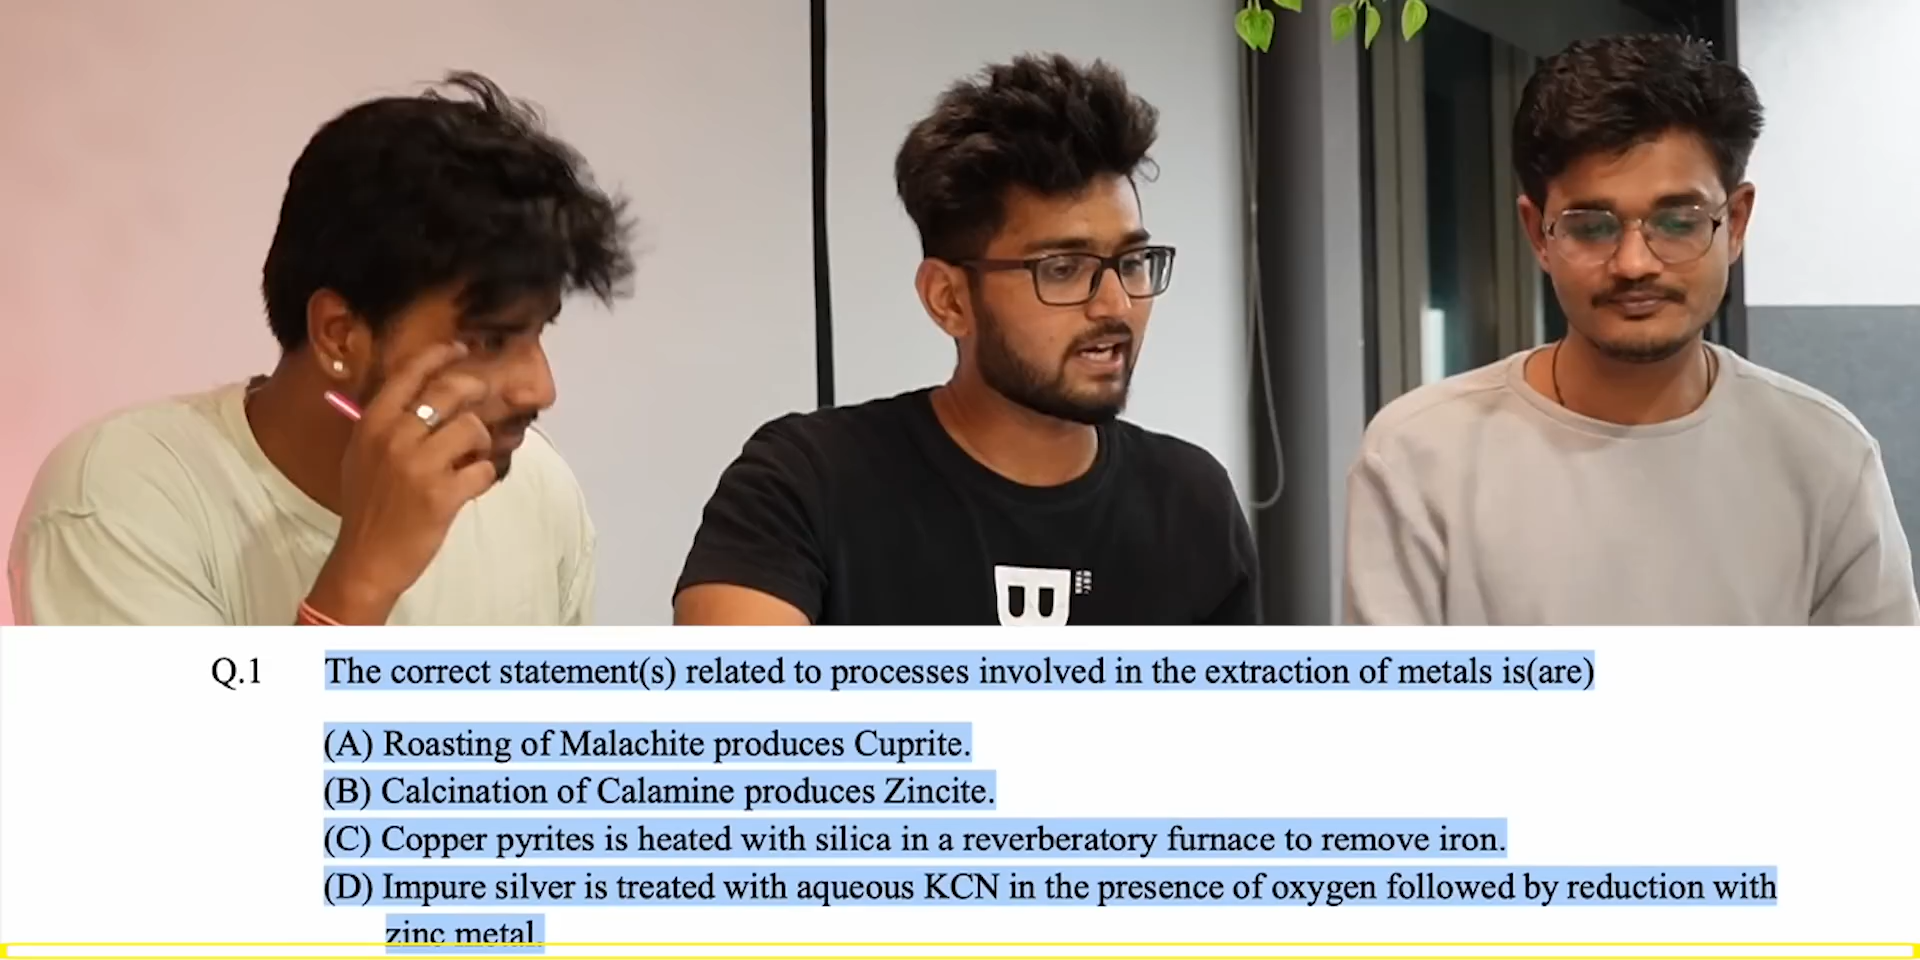 Q.1 The correct statement(s) related to processes involved in the extraction of metals is(are)
(A) Roasting of Malachite produces Cuprite.
(B) Calcination of Calamine produces Zincite.
(C) Copper pyrites is heated with silica in a reverberatory furnace to remove iron.
(D) Impure silver is treated with aqueous KCN in the presence of oxygen followed by reduction with
zinc metal.